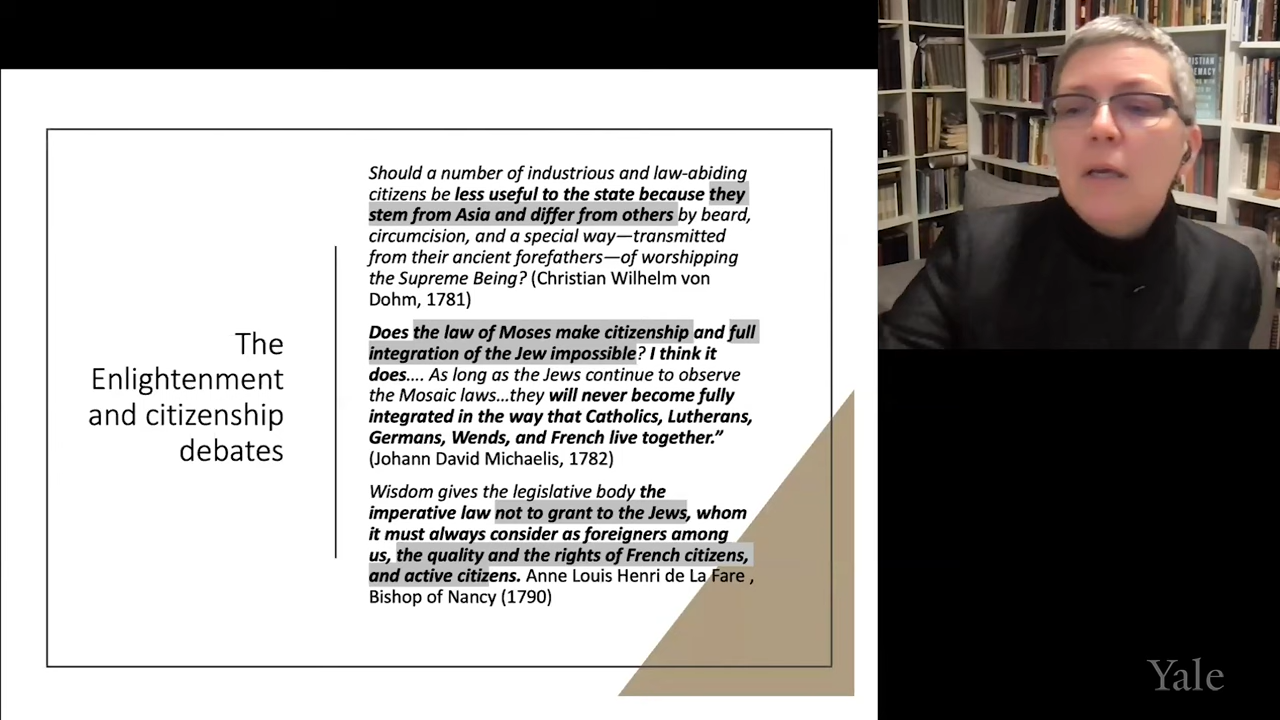 The
Enlightenment
and citizenship
debates
Should a number of industrious and law-abiding
citizens be less useful to the state because they
stem from Asia and differ from others by beard,
circumcision, and a special way—transmitted
from their ancient forefathers—of worshipping
the Supreme Being? (Christian Wilhelm von
Dohm, 1781)
Does the law of Moses make citizenship and full
integration of the Jew impossible? I think it
does.... As long as the Jews continue to observe
the Mosaic laws...they will never become fully
integrated in the way that Catholics, Lutherans,
Germans, Wends, and French live together.”
(Johann David Michaelis, 1782)
Wisdom gives the legislative body the
imperative law not to grant to the Jews, whom
it must always consider as foreigners among
us, the quality and the rights of French citizens,
and active citizens. Anne Louis Henri de La Fare ,
Bishop of Nancy (1790)
Yale